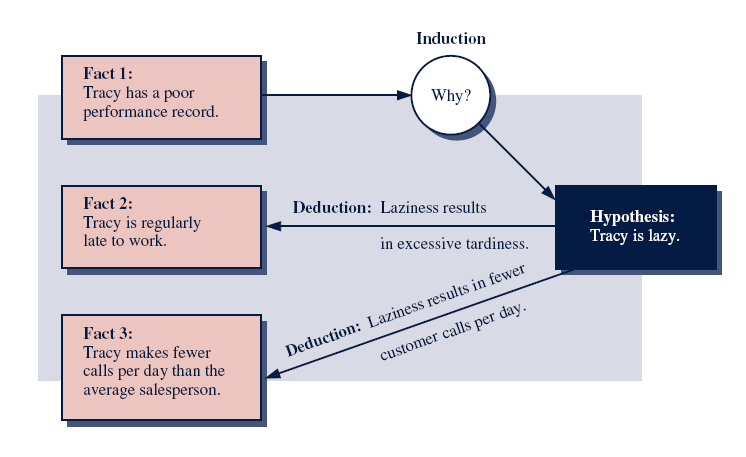 Induction
Fact 1:
Tracy has a poor
performance record.
Why?
Fact 2:
Tracy is regularly
late to work.
Deduction: Laziness results
in excessive tardiness.
Hypothesis:
Tracy is lazy.
Deduction: Laziness results in fewer
customer calls per day.
Fact 3:
Tracy makes fewer
calls per day than the
average salesperson.